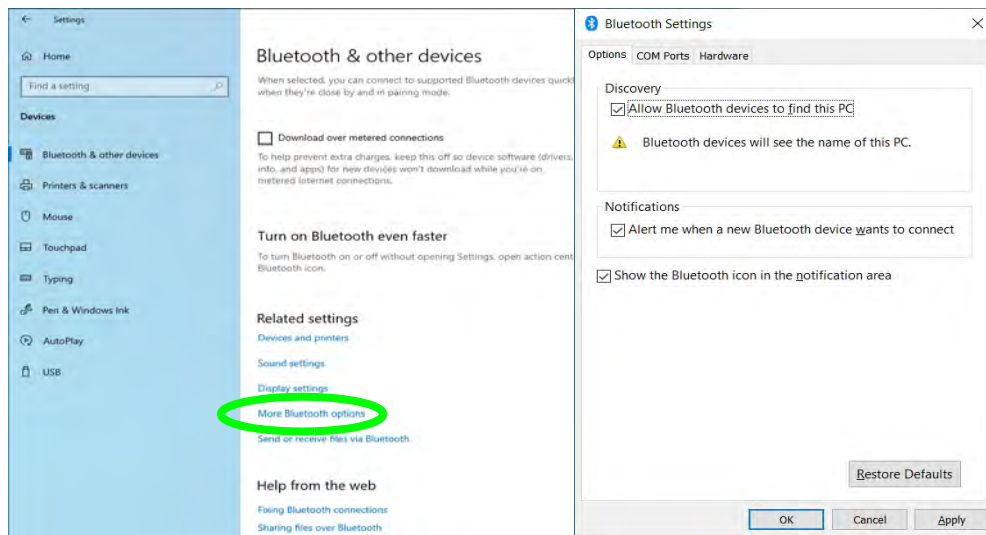 Settings
Home
Find a setting
Devices
Bluetooth & other devices
Printers & scanners
Mouse
Touchpad
Typing
Pen & Windows Ink
AutoPlay
USB
Bluetooth & other devices
When selected, you can connect to supported Bluetooth devices quickl
when they're close by and in pairing mode.
Download over metered connections
To help prevent extra charges, keep this off so device software (drivers,
info, and apps) for new devices won't download while you're on
metered Internet connections.
Turn on Bluetooth even faster
To turn Bluetooth on or off without opening Settings, open action cent
Bluetooth icon.
Related settings
Devices and printers
Sound settings
Display settings
More Bluetooth options
Send or receive files via Bluetooth
Help from the web
Fixing Bluetooth connections
Sharing files over Bluetooth
Bluetooth Settings
Options COM Ports Hardware
Discovery
Allow Bluetooth devices to find this PC
Bluetooth devices will see the name of this PC.
Notifications
Alert me when a new Bluetooth device wants to connect
Show the Bluetooth icon in the notification area
Restore Defaults
OK Cancel Apply